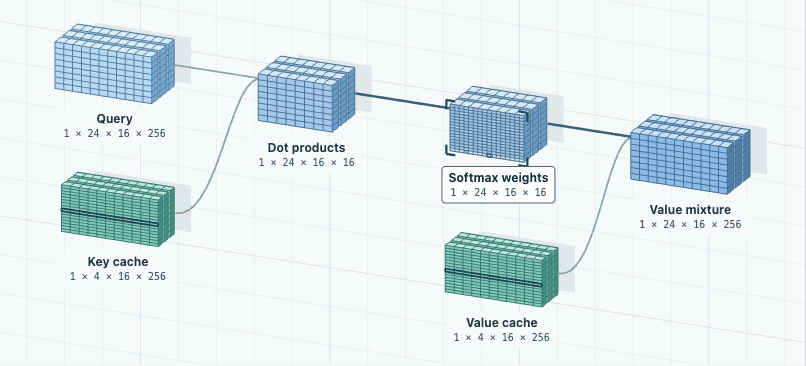 Query
1 × 24 × 16 × 256
Dot products
1 × 24 × 16 × 16
Softmax weights
1 × 24 × 16 × 16
Value mixture
1 × 24 × 16 × 256
Key cache
1 × 4 × 16 × 256
Value cache
1 × 4 × 16 × 256